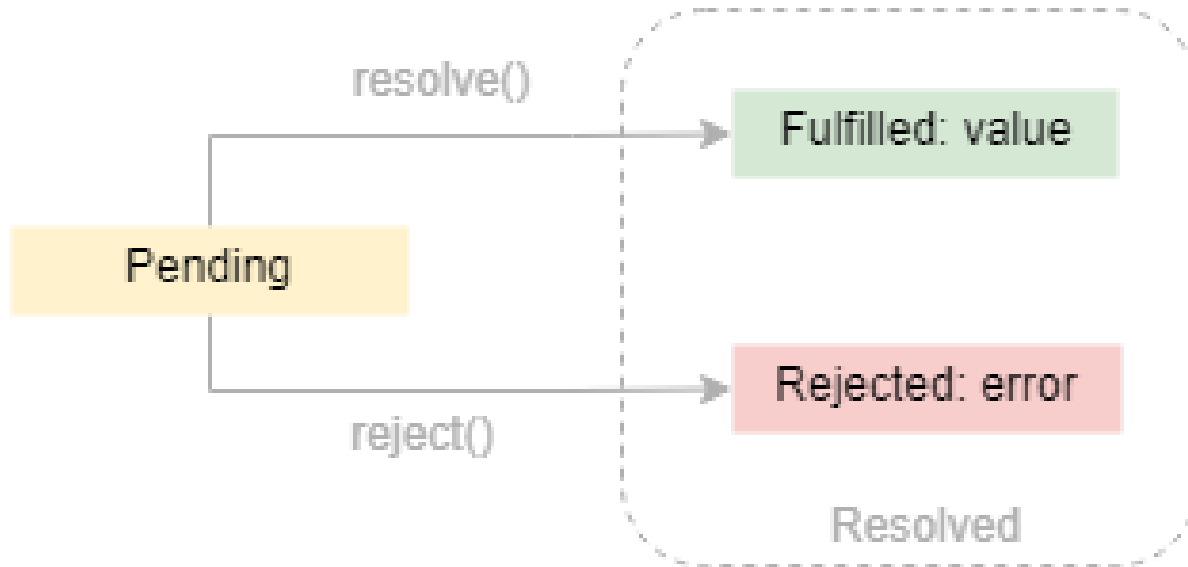 resolve()
Fulfilled: value
Pending
Rejected: error
reject()
Resolved